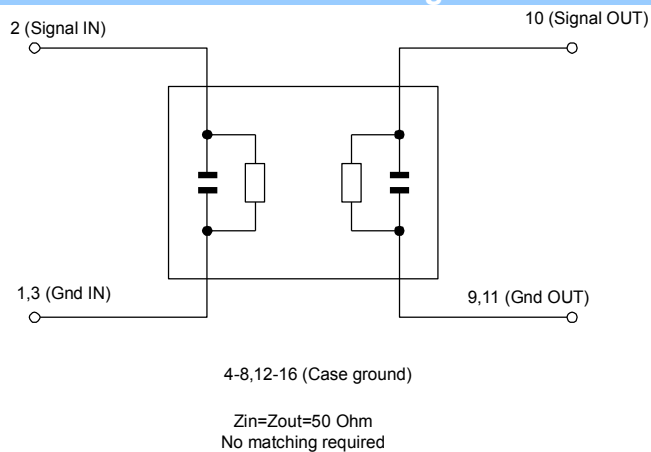 2 (Signal IN)
10 (Signal OUT)
1,3 (Gnd IN)
9,11 (Gnd OUT)
4-8,12-16 (Case ground)
Zin=Zout=50 Ohm
No matching required